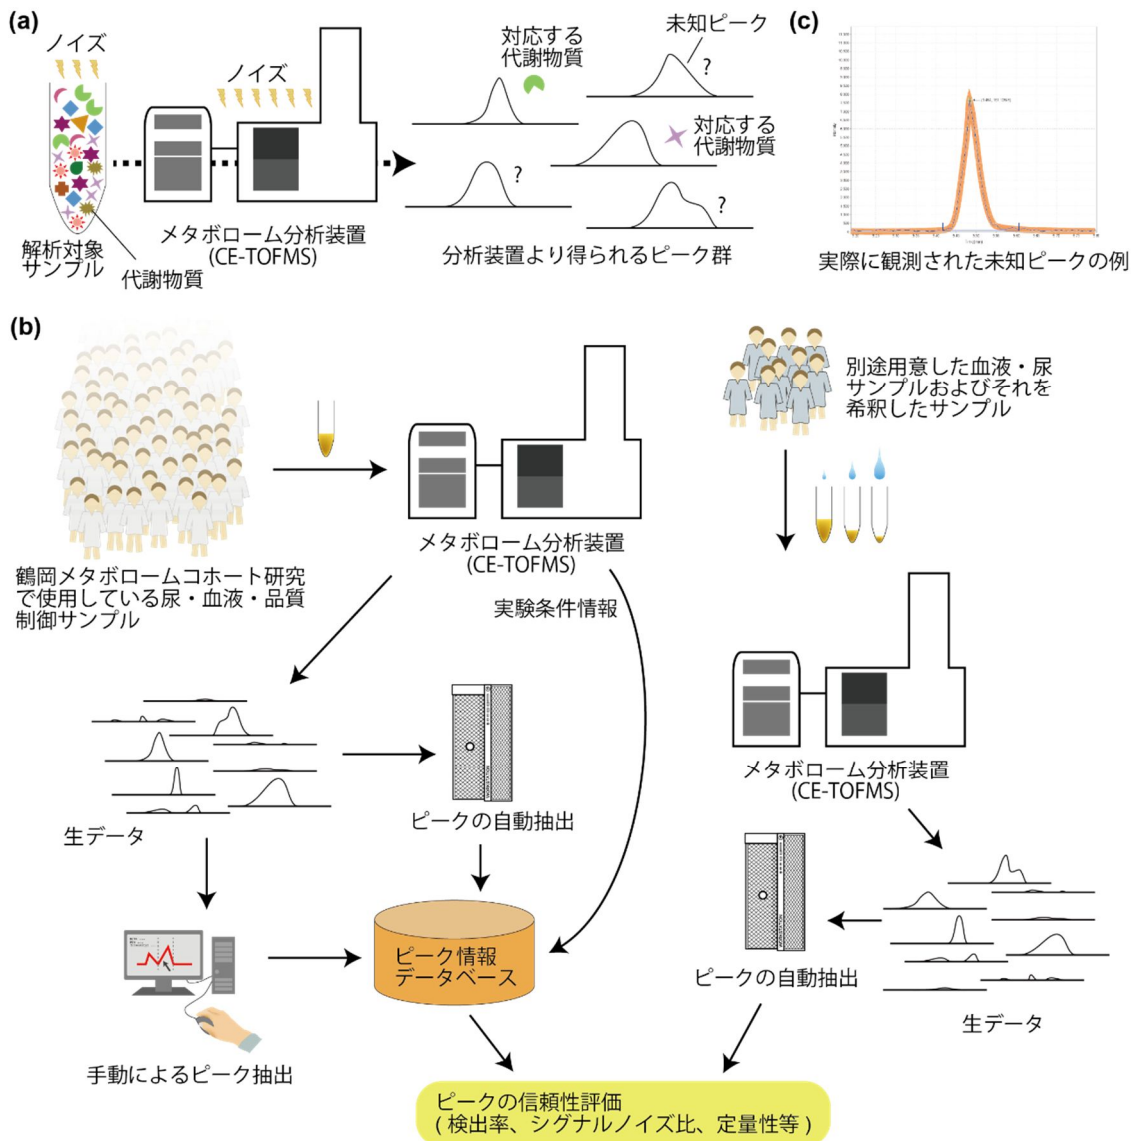 (a)
ノイズ
解析対象
サンプル
代謝物質
ノイズ
メタボローム分析装置
(CE-TOFMS)
対応する
代謝物質
未知ピーク
?
対応する
代謝物質
?
?
分析装置より得られるピーク群
(c)
実際に観測された未知ピークの例
(b)
鶴岡メタボロームコホート研究
で使用している尿・血液・品質
制御サンプル
メタボローム分析装置
(CE-TOFMS)
実験条件情報
生データ
ピークの自動抽出
手動によるピーク抽出
ピーク情報
データベース
別途用意した血液・尿
サンプルおよびそれを
希釈したサンプル
メタボローム分析装置
(CE-TOFMS)
ピークの自動抽出
生データ
ピークの信頼性評価
( 検出率、シグナルノイズ比、定量性等 )